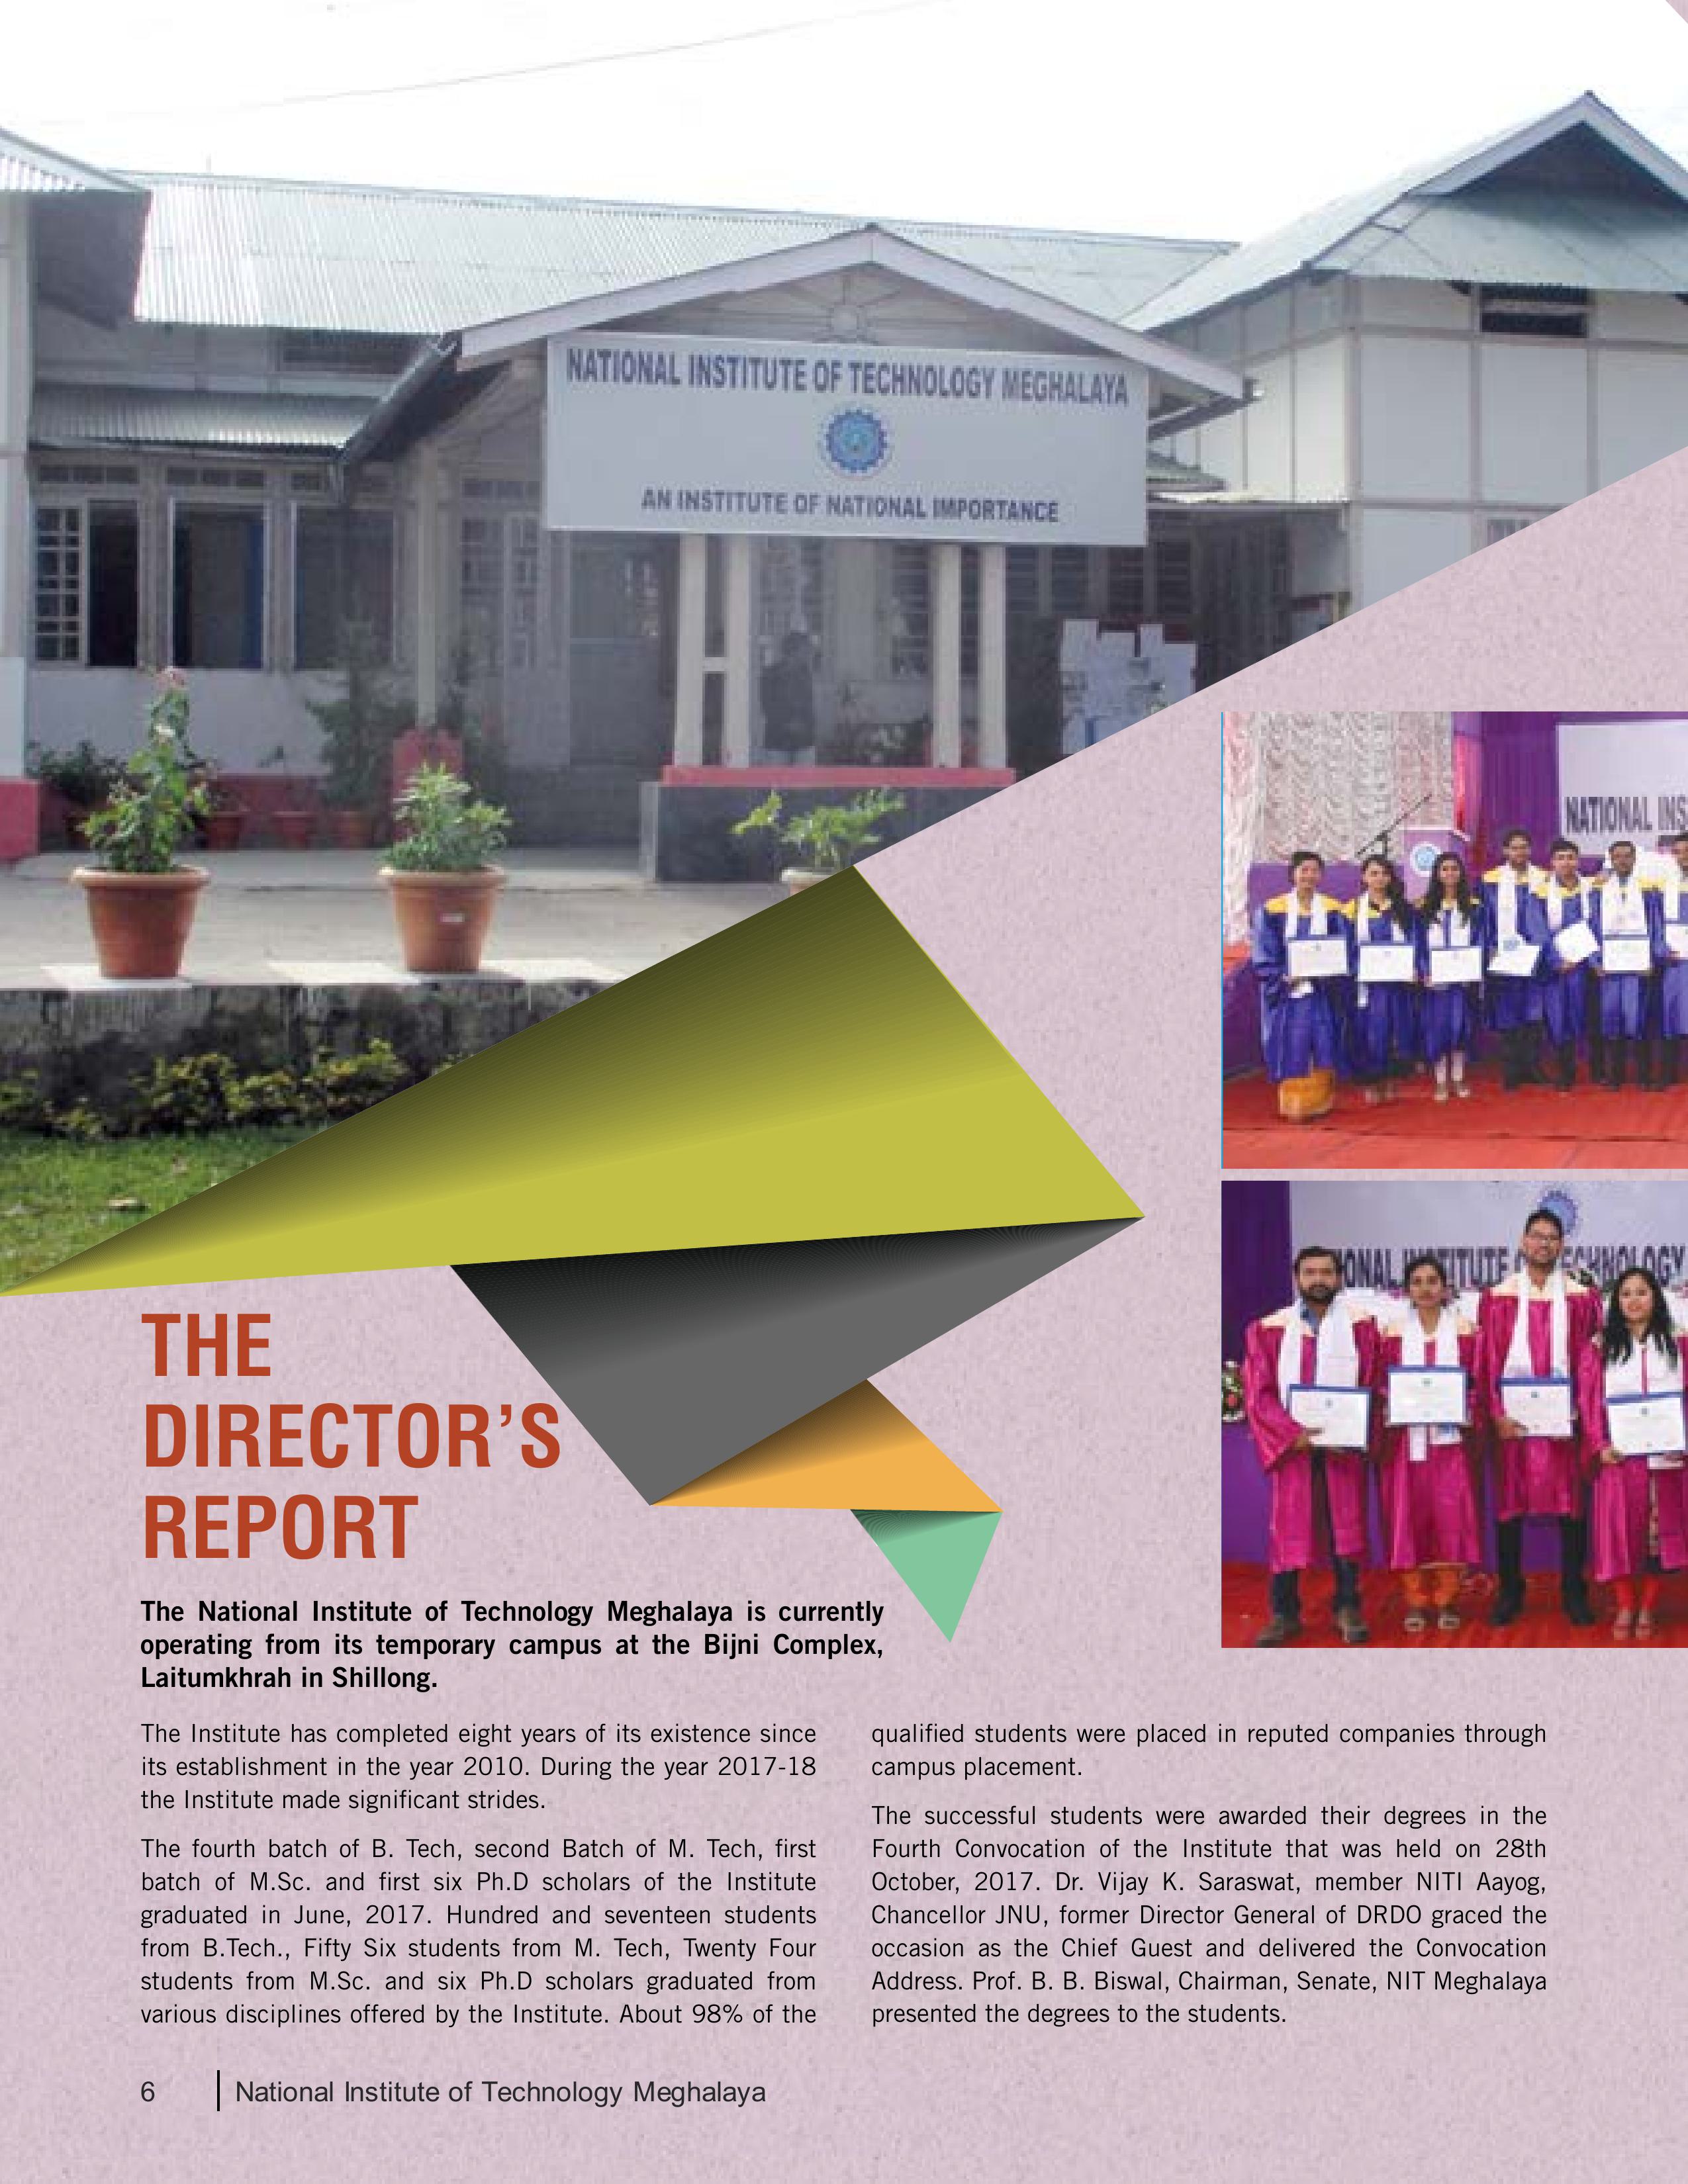 NATIONAL INSTITUTE OF TECHNOLOGY MEGHALAYA
AN INSTITUTE OF NATIONAL IMPORTANCE
NATIONAL INS
IONAL INSTITUTE OF TECHNOLOGY
THE
DIRECTOR’S
REPORT
The National Institute of Technology Meghalaya is currently
operating from its temporary campus at the Bijni Complex,
Laitumkhrah in Shillong.
The Institute has completed eight years of its existence since
its establishment in the year 2010. During the year 2017-18
the Institute made significant strides.
The fourth batch of B. Tech, second Batch of M. Tech, first
batch of M.Sc. and first six Ph.D scholars of the Institute
graduated in June, 2017. Hundred and seventeen students
from B.Tech., Fifty Six students from M. Tech, Twenty Four
students from M.Sc. and six Ph.D scholars graduated from
various disciplines offered by the Institute. About 98% of the
qualified students were placed in reputed companies through
campus placement.
The successful students were awarded their degrees in the
Fourth Convocation of the Institute that was held on 28th
October, 2017. Dr. Vijay K. Saraswat, member NITI Aayog,
Chancellor JNU, former Director General of DRDO graced the
occasion as the Chief Guest and delivered the Convocation
Address. Prof. B. B. Biswal, Chairman, Senate, NIT Meghalaya
presented the degrees to the students.
6
National Institute of Technology Meghalaya